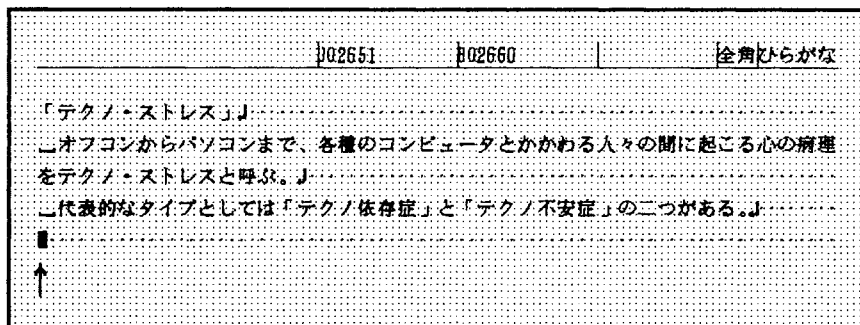 J02651 B02660 全角ひらがな
「テクノ・ストレス」↲
␣オフコンからパソコンまで、各種のコンピュータとかかわる人々の間に起こる心の病理
をテクノ・ストレスと呼ぶ。↲
␣代表的なタイプとしては「テクノ依存症」と「テクノ不安症」の二つがある。↲